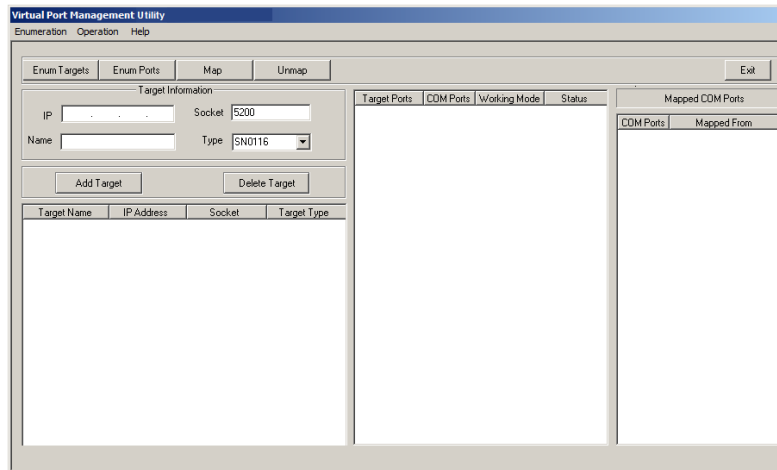 Virtual Port Management Utility
Enumeration Operation Help
Enum Targets Enum Ports Map Unmap Exit
Target Information
IP . . . Socket 5200
Name Type SN0116
Add Target Delete Target
Target Name IP Address Socket Target Type
Target Ports COM Ports Working Mode Status
Mapped COM Ports
COM Ports Mapped From